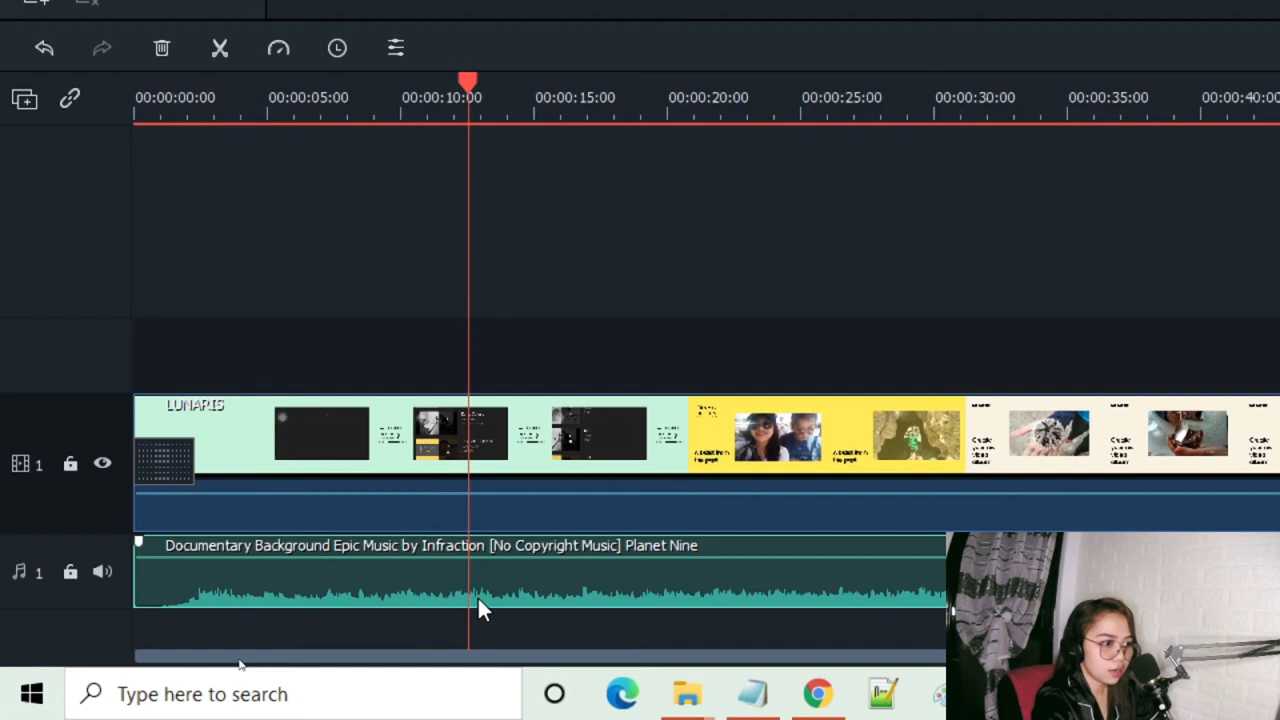 00:00:00:00 00:00:05:00 00:00:10:00 00:00:15:00 00:00:20:00 00:00:25:00 00:00:30:00 00:00:35:00 00:00:40:00
LUNARIS
1
Documentary Background Epic Music by Infraction [No Copyright Music] Planet Nine
1
Type here to search